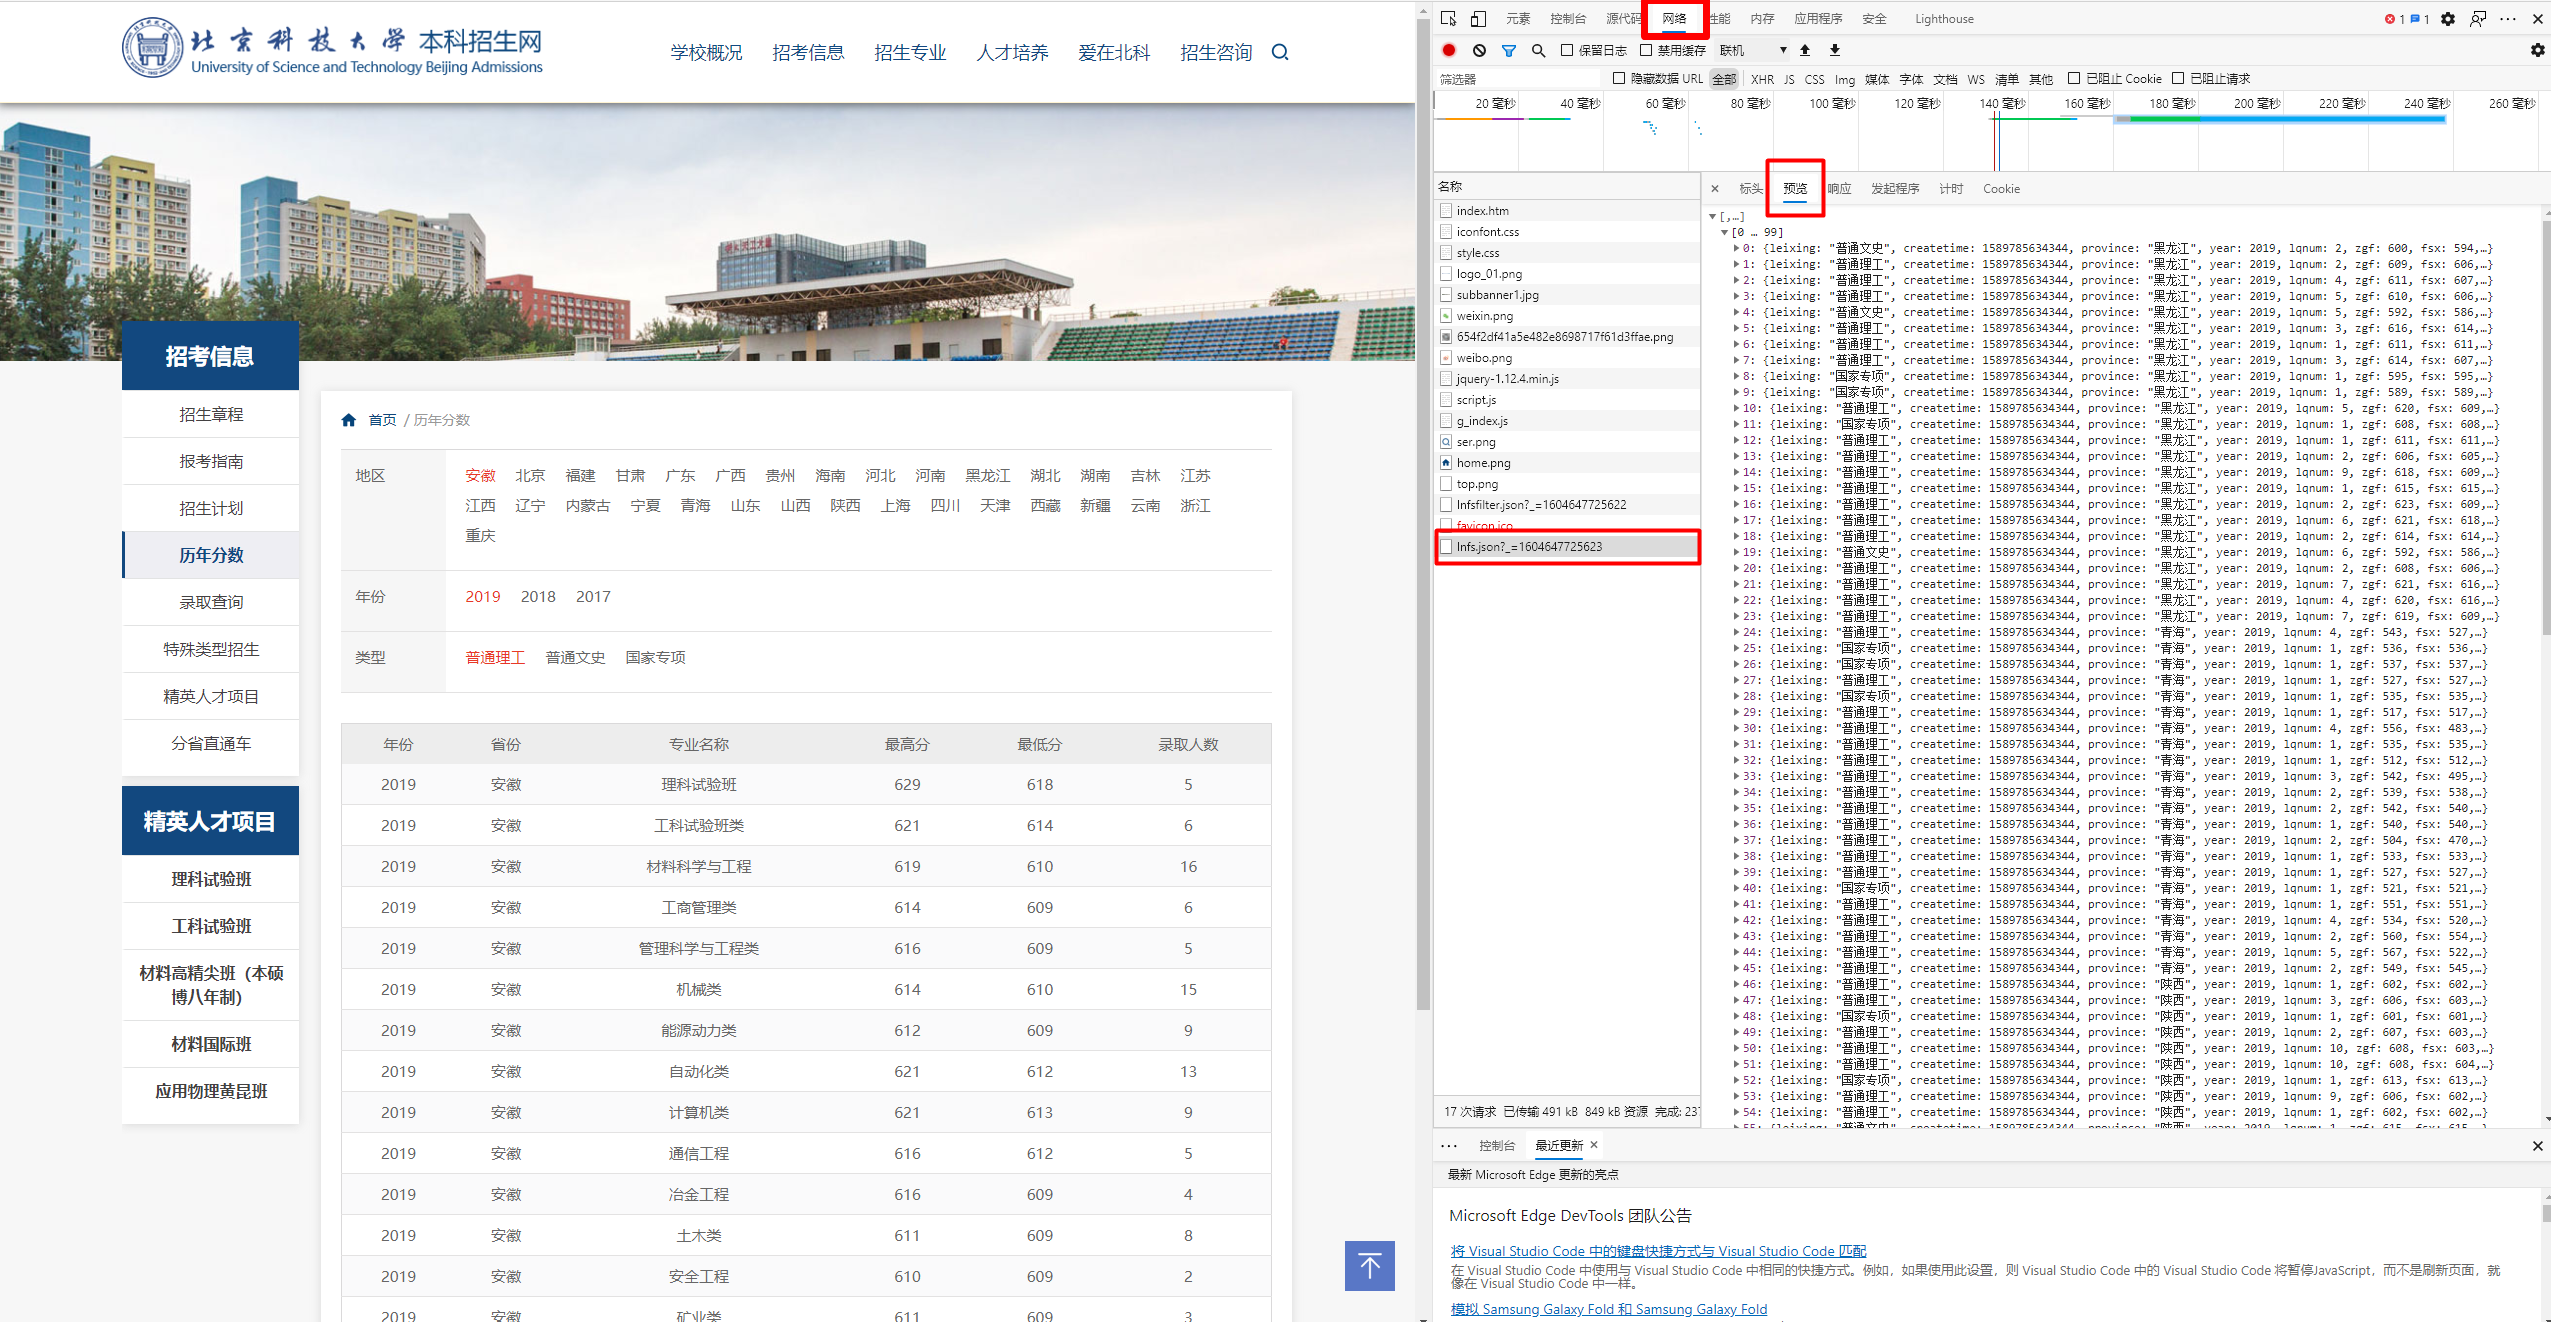 北京科技大学 本科招生网
University of Science and Technology Beijing Admissions
学校概况 招考信息 招生专业 人才培养 爱在北科 招生咨询
招考信息
招生章程
报考指南
招生计划
历年分数
录取查询
特殊类型招生
精英人才项目
分省直通车
精英人才项目
理科试验班
工科试验班
材料高精尖班（本硕
博八年制）
材料国际班
应用物理黄昆班
首页 / 历年分数
地区 安徽 北京 福建 甘肃 广东 广西 贵州 海南 河北 河南 黑龙江 湖北 湖南 吉林 江苏
江西 辽宁 内蒙古 宁夏 青海 山东 山西 陕西 上海 四川 天津 西藏 新疆 云南 浙江
重庆
年份 2019 2018 2017
类型 普通理工 普通文史 国家专项
年份 省份 专业名称 最高分 最低分 录取人数
2019 安徽 理科试验班 629 618 5
2019 安徽 工科试验班类 621 614 6
2019 安徽 材料科学与工程 619 610 16
2019 安徽 工商管理类 614 609 6
2019 安徽 管理科学与工程类 616 609 5
2019 安徽 机械类 614 610 15
2019 安徽 能源动力类 612 609 9
2019 安徽 自动化类 621 612 13
2019 安徽 计算机类 621 613 9
2019 安徽 通信工程 616 612 5
2019 安徽 冶金工程 616 609 4
2019 安徽 土木类 611 609 8
2019 安徽 安全工程 610 609 2
2019 安徽 矿业类 611 609 3
元素 控制台 源代码 网络 性能 内存 应用程序 安全 Lighthouse 1 1
保留日志 禁用缓存 联机
筛选器 隐藏数据 URL 全部 XHR JS CSS Img 媒体 字体 文档 WS 清单 其他 已阻止 Cookie 已阻止请求
20 毫秒 40 毫秒 60 毫秒 80 毫秒 100 毫秒 120 毫秒 140 毫秒 160 毫秒 180 毫秒 200 毫秒 220 毫秒 240 毫秒 260 毫秒
名称
index.htm
iconfont.css
style.css
logo_01.png
subbanner1.jpg
weixin.png
654f2df41a5e482e8698717f61d3ffae.png
weibo.png
jquery-1.12.4.min.js
script.js
g_index.js
ser.png
home.png
top.png
lnfsfilter.json?_=1604647725622
favicon.ico
lnfs.json?_=1604647725623
17 次请求 已传输 491 kB 849 kB 资源 完成: 237
标头 预览 响应 发起程序 计时 Cookie
[,…]
[0 … 99]
0: {leixing: "普通文史", createtime: 1589785634344, province: "黑龙江", year: 2019, lqnum: 2, zgf: 600, fsx: 594,…}
1: {leixing: "普通理工", createtime: 1589785634344, province: "黑龙江", year: 2019, lqnum: 2, zgf: 609, fsx: 606,…}
2: {leixing: "普通理工", createtime: 1589785634344, province: "黑龙江", year: 2019, lqnum: 4, zgf: 611, fsx: 607,…}
3: {leixing: "普通理工", createtime: 1589785634344, province: "黑龙江", year: 2019, lqnum: 5, zgf: 610, fsx: 606,…}
4: {leixing: "普通文史", createtime: 1589785634344, province: "黑龙江", year: 2019, lqnum: 5, zgf: 592, fsx: 586,…}
5: {leixing: "普通理工", createtime: 1589785634344, province: "黑龙江", year: 2019, lqnum: 3, zgf: 616, fsx: 614,…}
6: {leixing: "普通理工", createtime: 1589785634344, province: "黑龙江", year: 2019, lqnum: 1, zgf: 611, fsx: 611,…}
7: {leixing: "普通理工", createtime: 1589785634344, province: "黑龙江", year: 2019, lqnum: 3, zgf: 614, fsx: 607,…}
8: {leixing: "国家专项", createtime: 1589785634344, province: "黑龙江", year: 2019, lqnum: 1, zgf: 595, fsx: 595,…}
9: {leixing: "国家专项", createtime: 1589785634344, province: "黑龙江", year: 2019, lqnum: 1, zgf: 589, fsx: 589,…}
10: {leixing: "普通理工", createtime: 1589785634344, province: "黑龙江", year: 2019, lqnum: 5, zgf: 620, fsx: 609,…}
11: {leixing: "国家专项", createtime: 1589785634344, province: "黑龙江", year: 2019, lqnum: 1, zgf: 608, fsx: 608,…}
12: {leixing: "普通理工", createtime: 1589785634344, province: "黑龙江", year: 2019, lqnum: 1, zgf: 611, fsx: 611,…}
13: {leixing: "普通理工", createtime: 1589785634344, province: "黑龙江", year: 2019, lqnum: 2, zgf: 606, fsx: 605,…}
14: {leixing: "普通理工", createtime: 1589785634344, province: "黑龙江", year: 2019, lqnum: 9, zgf: 618, fsx: 609,…}
15: {leixing: "普通理工", createtime: 1589785634344, province: "黑龙江", year: 2019, lqnum: 1, zgf: 615, fsx: 615,…}
16: {leixing: "普通理工", createtime: 1589785634344, province: "黑龙江", year: 2019, lqnum: 2, zgf: 623, fsx: 609,…}
17: {leixing: "普通理工", createtime: 1589785634344, province: "黑龙江", year: 2019, lqnum: 6, zgf: 621, fsx: 618,…}
18: {leixing: "普通理工", createtime: 1589785634344, province: "黑龙江", year: 2019, lqnum: 2, zgf: 614, fsx: 614,…}
19: {leixing: "普通文史", createtime: 1589785634344, province: "黑龙江", year: 2019, lqnum: 6, zgf: 592, fsx: 586,…}
20: {leixing: "普通理工", createtime: 1589785634344, province: "黑龙江", year: 2019, lqnum: 2, zgf: 608, fsx: 606,…}
21: {leixing: "普通理工", createtime: 1589785634344, province: "黑龙江", year: 2019, lqnum: 7, zgf: 621, fsx: 616,…}
22: {leixing: "普通理工", createtime: 1589785634344, province: "黑龙江", year: 2019, lqnum: 4, zgf: 620, fsx: 616,…}
23: {leixing: "普通理工", createtime: 1589785634344, province: "黑龙江", year: 2019, lqnum: 7, zgf: 619, fsx: 609,…}
24: {leixing: "普通理工", createtime: 1589785634344, province: "青海", year: 2019, lqnum: 4, zgf: 543, fsx: 527,…}
25: {leixing: "国家专项", createtime: 1589785634344, province: "青海", year: 2019, lqnum: 1, zgf: 536, fsx: 536,…}
26: {leixing: "国家专项", createtime: 1589785634344, province: "青海", year: 2019, lqnum: 1, zgf: 537, fsx: 537,…}
27: {leixing: "普通理工", createtime: 1589785634344, province: "青海", year: 2019, lqnum: 1, zgf: 527, fsx: 527,…}
28: {leixing: "国家专项", createtime: 1589785634344, province: "青海", year: 2019, lqnum: 1, zgf: 535, fsx: 535,…}
29: {leixing: "普通理工", createtime: 1589785634344, province: "青海", year: 2019, lqnum: 1, zgf: 517, fsx: 517,…}
30: {leixing: "普通理工", createtime: 1589785634344, province: "青海", year: 2019, lqnum: 4, zgf: 556, fsx: 483,…}
31: {leixing: "普通理工", createtime: 1589785634344, province: "青海", year: 2019, lqnum: 1, zgf: 535, fsx: 535,…}
32: {leixing: "普通理工", createtime: 1589785634344, province: "青海", year: 2019, lqnum: 1, zgf: 512, fsx: 512,…}
33: {leixing: "普通理工", createtime: 1589785634344, province: "青海", year: 2019, lqnum: 3, zgf: 542, fsx: 495,…}
34: {leixing: "普通理工", createtime: 1589785634344, province: "青海", year: 2019, lqnum: 2, zgf: 539, fsx: 538,…}
35: {leixing: "普通理工", createtime: 1589785634344, province: "青海", year: 2019, lqnum: 2, zgf: 542, fsx: 540,…}
36: {leixing: "普通理工", createtime: 1589785634344, province: "青海", year: 2019, lqnum: 1, zgf: 540, fsx: 540,…}
37: {leixing: "普通理工", createtime: 1589785634344, province: "青海", year: 2019, lqnum: 2, zgf: 504, fsx: 470,…}
38: {leixing: "普通理工", createtime: 1589785634344, province: "青海", year: 2019, lqnum: 1, zgf: 533, fsx: 533,…}
39: {leixing: "普通理工", createtime: 1589785634344, province: "青海", year: 2019, lqnum: 1, zgf: 527, fsx: 527,…}
40: {leixing: "国家专项", createtime: 1589785634344, province: "青海", year: 2019, lqnum: 1, zgf: 521, fsx: 521,…}
41: {leixing: "普通理工", createtime: 1589785634344, province: "青海", year: 2019, lqnum: 1, zgf: 551, fsx: 551,…}
42: {leixing: "普通理工", createtime: 1589785634344, province: "青海", year: 2019, lqnum: 4, zgf: 534, fsx: 520,…}
43: {leixing: "普通理工", createtime: 1589785634344, province: "青海", year: 2019, lqnum: 2, zgf: 560, fsx: 554,…}
44: {leixing: "普通理工", createtime: 1589785634344, province: "青海", year: 2019, lqnum: 5, zgf: 567, fsx: 522,…}
45: {leixing: "普通理工", createtime: 1589785634344, province: "青海", year: 2019, lqnum: 2, zgf: 549, fsx: 545,…}
46: {leixing: "普通理工", createtime: 1589785634344, province: "陕西", year: 2019, lqnum: 1, zgf: 602, fsx: 602,…}
47: {leixing: "普通理工", createtime: 1589785634344, province: "陕西", year: 2019, lqnum: 3, zgf: 606, fsx: 603,…}
48: {leixing: "国家专项", createtime: 1589785634344, province: "陕西", year: 2019, lqnum: 1, zgf: 601, fsx: 601,…}
49: {leixing: "普通理工", createtime: 1589785634344, province: "陕西", year: 2019, lqnum: 2, zgf: 607, fsx: 603,…}
50: {leixing: "普通理工", createtime: 1589785634344, province: "陕西", year: 2019, lqnum: 10, zgf: 608, fsx: 603,…}
51: {leixing: "普通理工", createtime: 1589785634344, province: "陕西", year: 2019, lqnum: 10, zgf: 608, fsx: 604,…}
52: {leixing: "国家专项", createtime: 1589785634344, province: "陕西", year: 2019, lqnum: 1, zgf: 613, fsx: 613,…}
53: {leixing: "普通理工", createtime: 1589785634344, province: "陕西", year: 2019, lqnum: 9, zgf: 606, fsx: 602,…}
54: {leixing: "普通理工", createtime: 1589785634344, province: "陕西", year: 2019, lqnum: 1, zgf: 602, fsx: 602,…}
55: {leixing: "普通文史", createtime: 1589785634344, province: "陕西", year: 2019, lqnum: 1, zgf: 615, fsx: 615,…}
控制台 最近更新
最新 Microsoft Edge 更新的亮点
Microsoft Edge DevTools 团队公告
将 Visual Studio Code 中的键盘快捷方式与 Visual Studio Code 匹配
在 Visual Studio Code 中使用与 Visual Studio Code 中相同的快捷方式。例如，如果使用此设置，则 Visual Studio Code 中的 Visual Studio Code 将暂停JavaScript，而不是刷新页面，就
像在 Visual Studio Code 中一样。
模拟 Samsung Galaxy Fold 和 Samsung Galaxy Fold